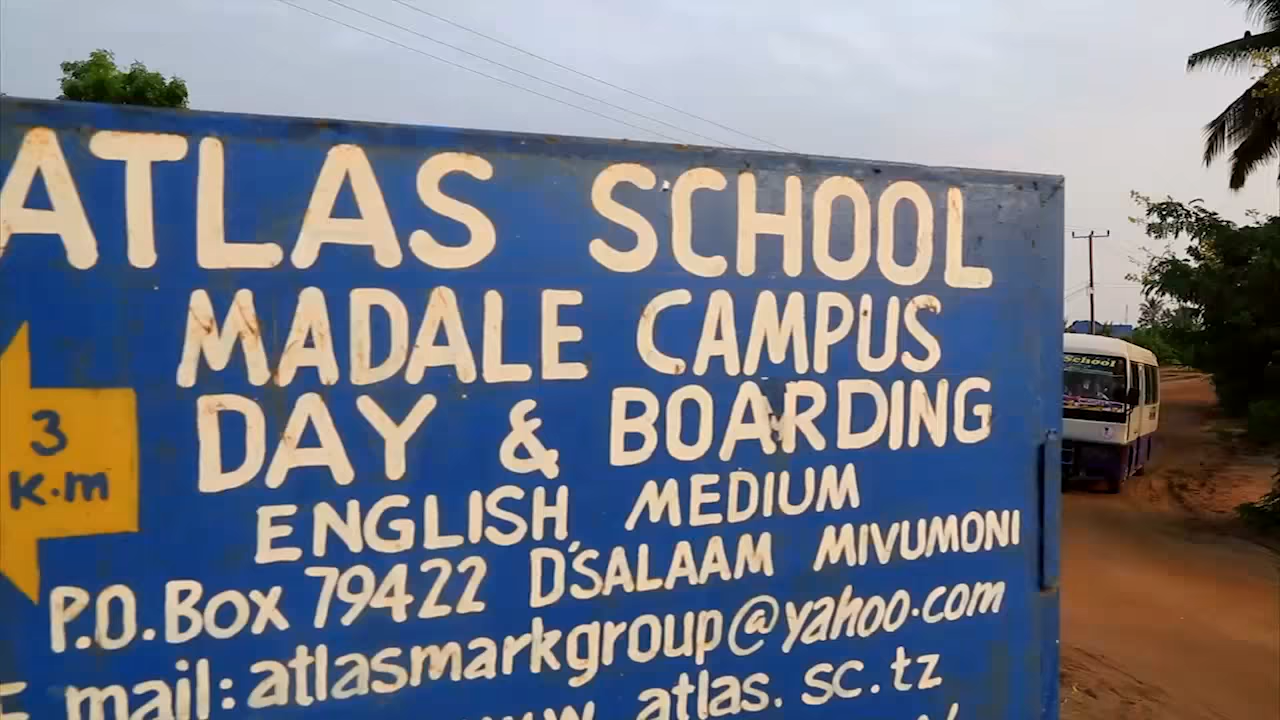 ATLAS SCHOOL
MADALE CAMPUS
DAY & BOARDING
3
K.m
ENGLISH MEDIUM
P.O.Box 79422 D'SALAAM MIVUMONI
E mail:atlasmarkgroup@yahoo.com
www.atlas.sc.tz
School